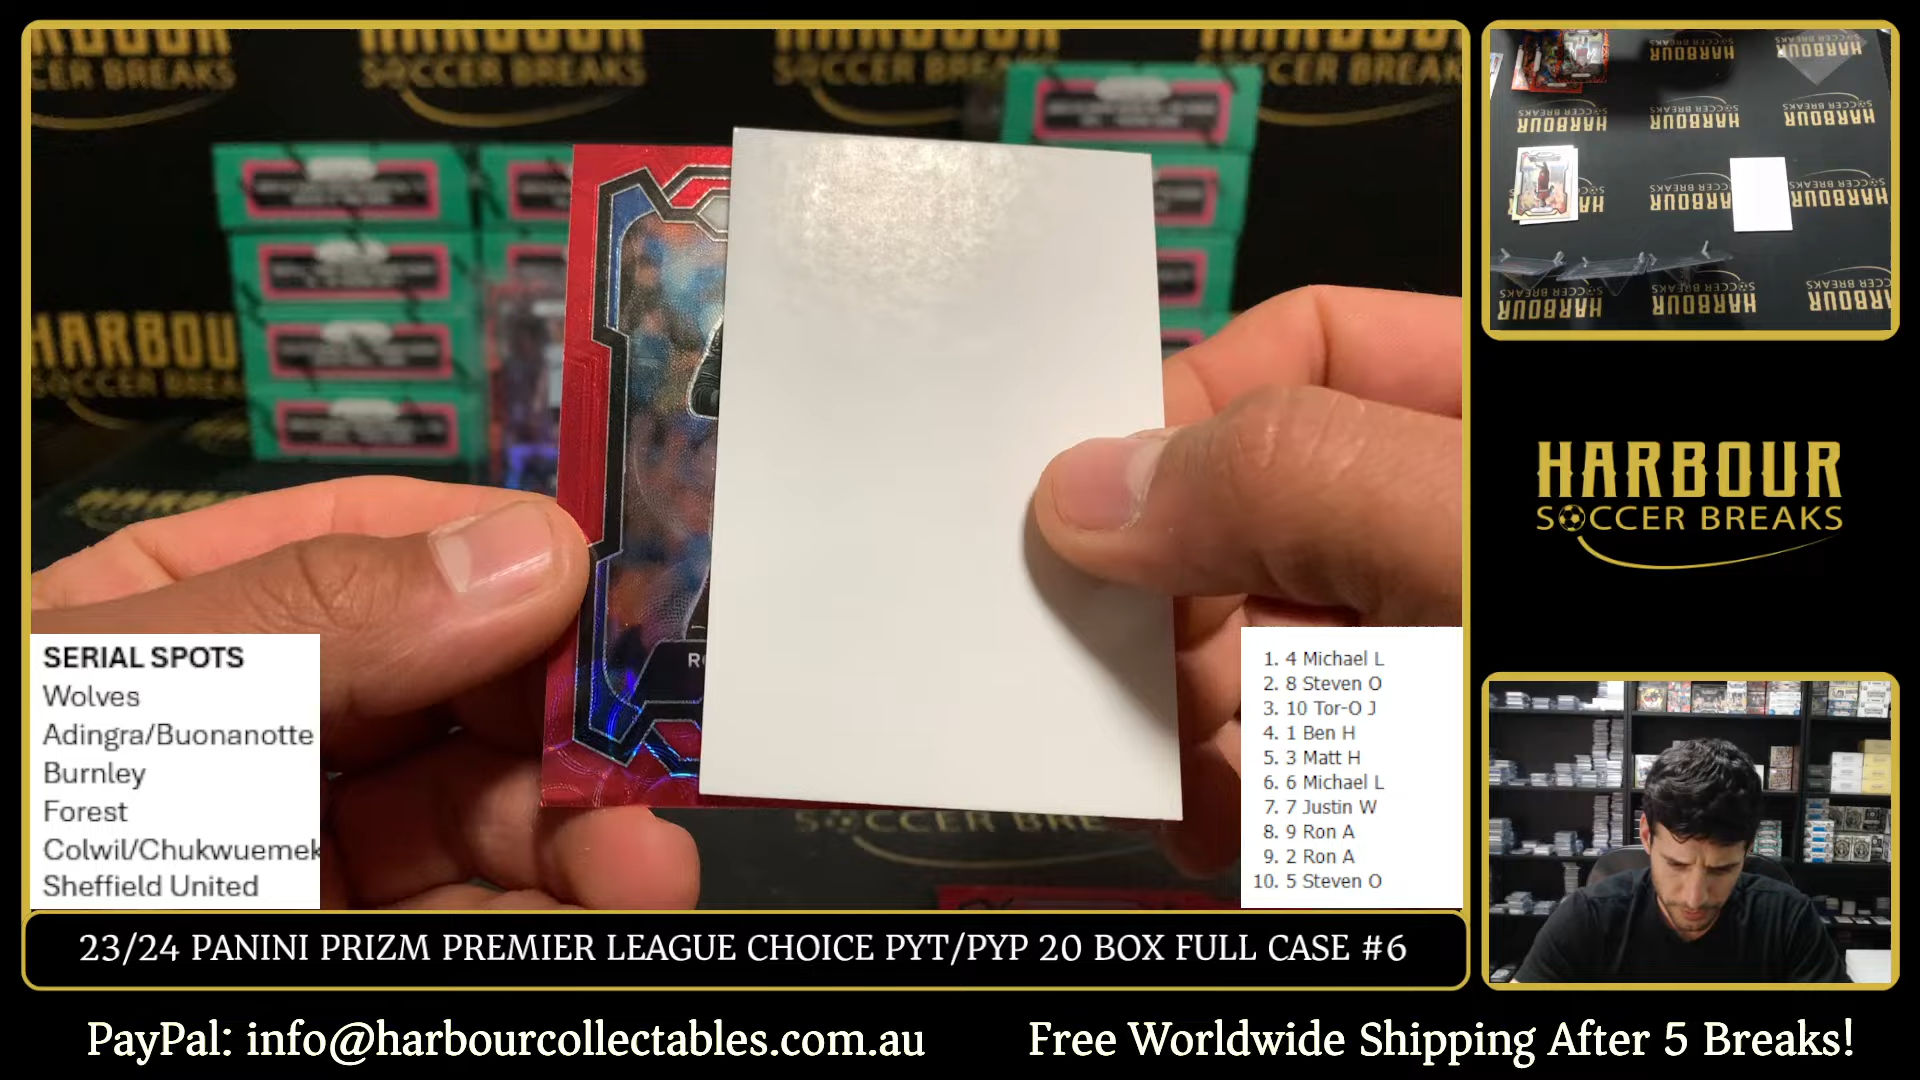 HARBOUR
SOCCER BREAKS
SERIAL SPOTS
Wolves
Adingra/Buonanotte
Burnley
Forest
Colwil/Chukwuemek
Sheffield United
1. 4 Michael L
2. 8 Steven O
3. 10 Tor-O J
4. 1 Ben H
5. 3 Matt H
6. 6 Michael L
7. 7 Justin W
8. 9 Ron A
9. 2 Ron A
10. 5 Steven O
HARBOUR
SOCCER BREAKS
23/24 PANINI PRIZM PREMIER LEAGUE CHOICE PYT/PYP 20 BOX FULL CASE #6
PayPal: info@harbourcollectables.com.au
Free Worldwide Shipping After 5 Breaks!